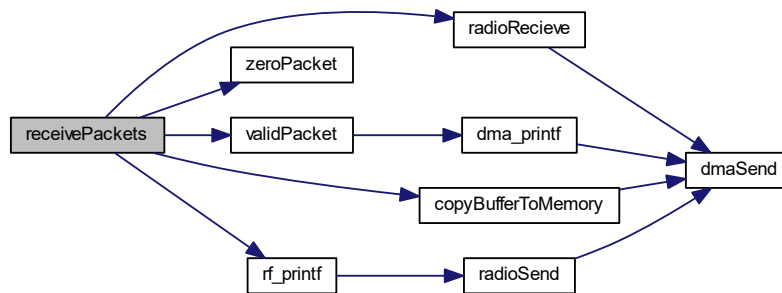 radioRecieve
zeroPacket
receivePackets
validPacket
dma_printf
dmaSend
copyBufferToMemory
rf_printf
radioSend